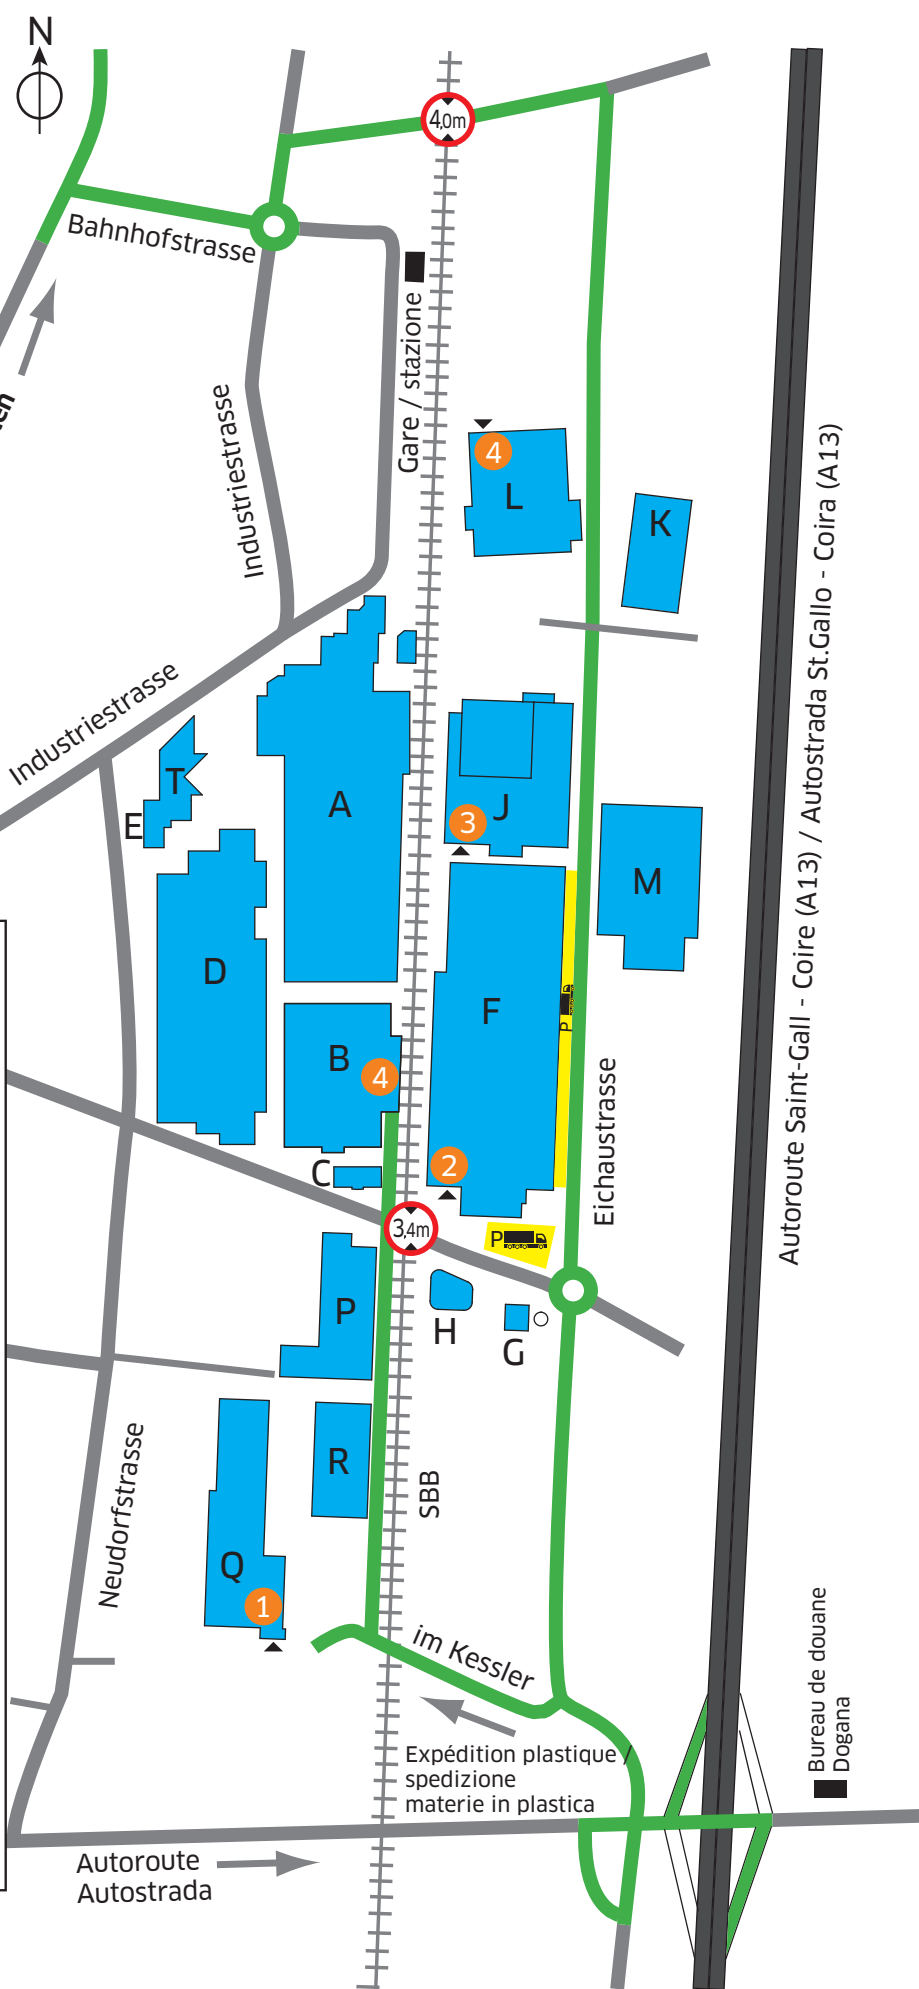 N
4,0m
Bahnhofstrasse
Gare / stazione
Industriestrasse
4
L
K
Industriestrasse
Autoroute Saint-Gall - Coire (A13) / Autostrada St.Gallo - Coira (A13)
T
E
A
3
J
M
D
F
P
B
4
Eichaustrasse
C
2
3,4m
P
P
H
G
R
SBB
Neudorfstrasse
Q
1
im Kessler
Expédition plastique /
spedizione
materie in plastica
Bureau de douane
Dogana
Autoroute
Autostrada